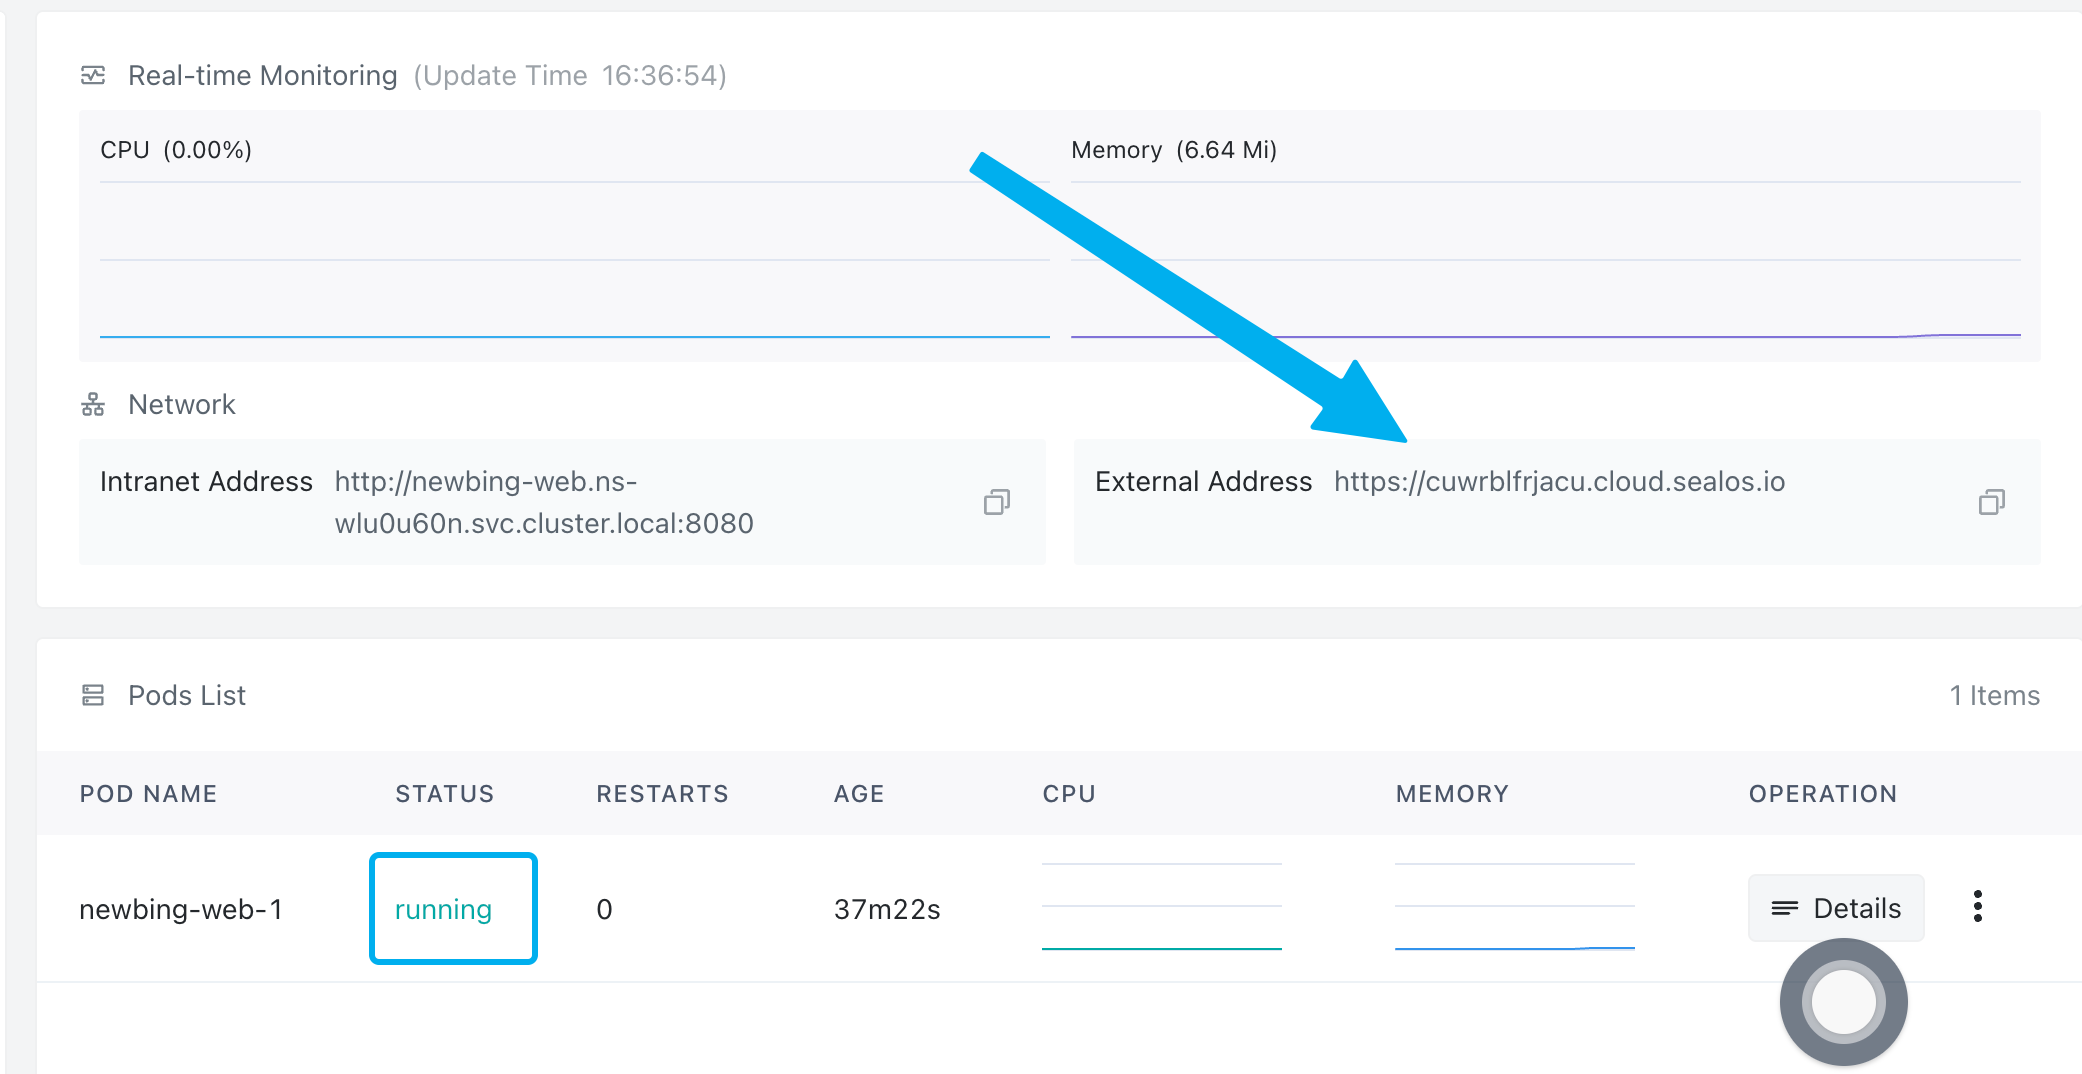 Real-time Monitoring (Update Time 16:36:54)
CPU (0.00%)
Memory (6.64 Mi)
Network
Intranet Address http://newbing-web.ns-
wlu0u60n.svc.cluster.local:8080
External Address https://cuwrblfrjacu.cloud.sealos.io
Pods List
1 Items
POD NAME STATUS RESTARTS AGE CPU MEMORY OPERATION
newbing-web-1 running 0 37m22s Details